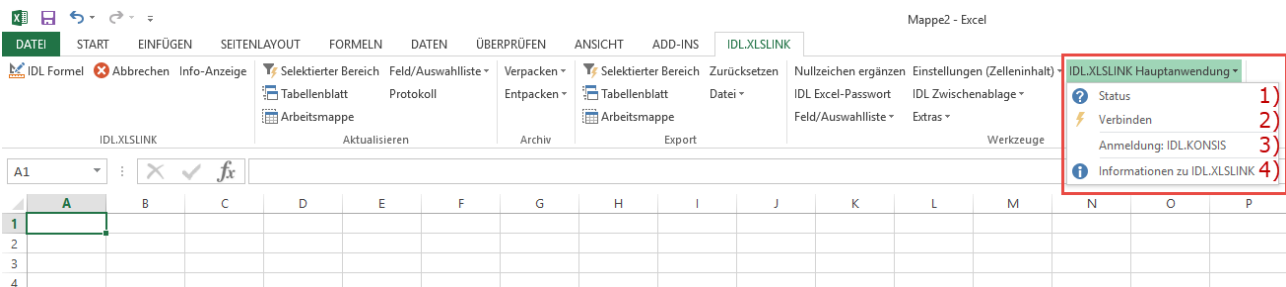 Mappe2 - Excel
DATEI START EINFÜGEN SEITENLAYOUT FORMELN DATEN ÜBERPRÜFEN ANSICHT ADD-INS IDL.XLSLINK
IDL Formel Abbrechen Info-Anzeige Selektierter Bereich Feld/Auswahlliste Verpacken Selektierter Bereich Zurücksetzen Nullzeichen ergänzen Einstellungen (Zelleninhalt) IDL.XLSLINK Hauptanwendung
Tabellenblatt Protokoll Entpacken Tabellenblatt Datei IDL Excel-Passwort IDL Zwischenablage Status 1)
Arbeitsmappe Arbeitsmappe Feld/Auswahlliste Extras Verbinden 2)
IDL.XLSLINK Aktualisieren Archiv Export Werkzeuge Anmeldung: IDL.KONSIS 3)
A1 fx Informationen zu IDL.XLSLINK 4)
A B C D E F G H I J K L M N O P
1
2
3
4